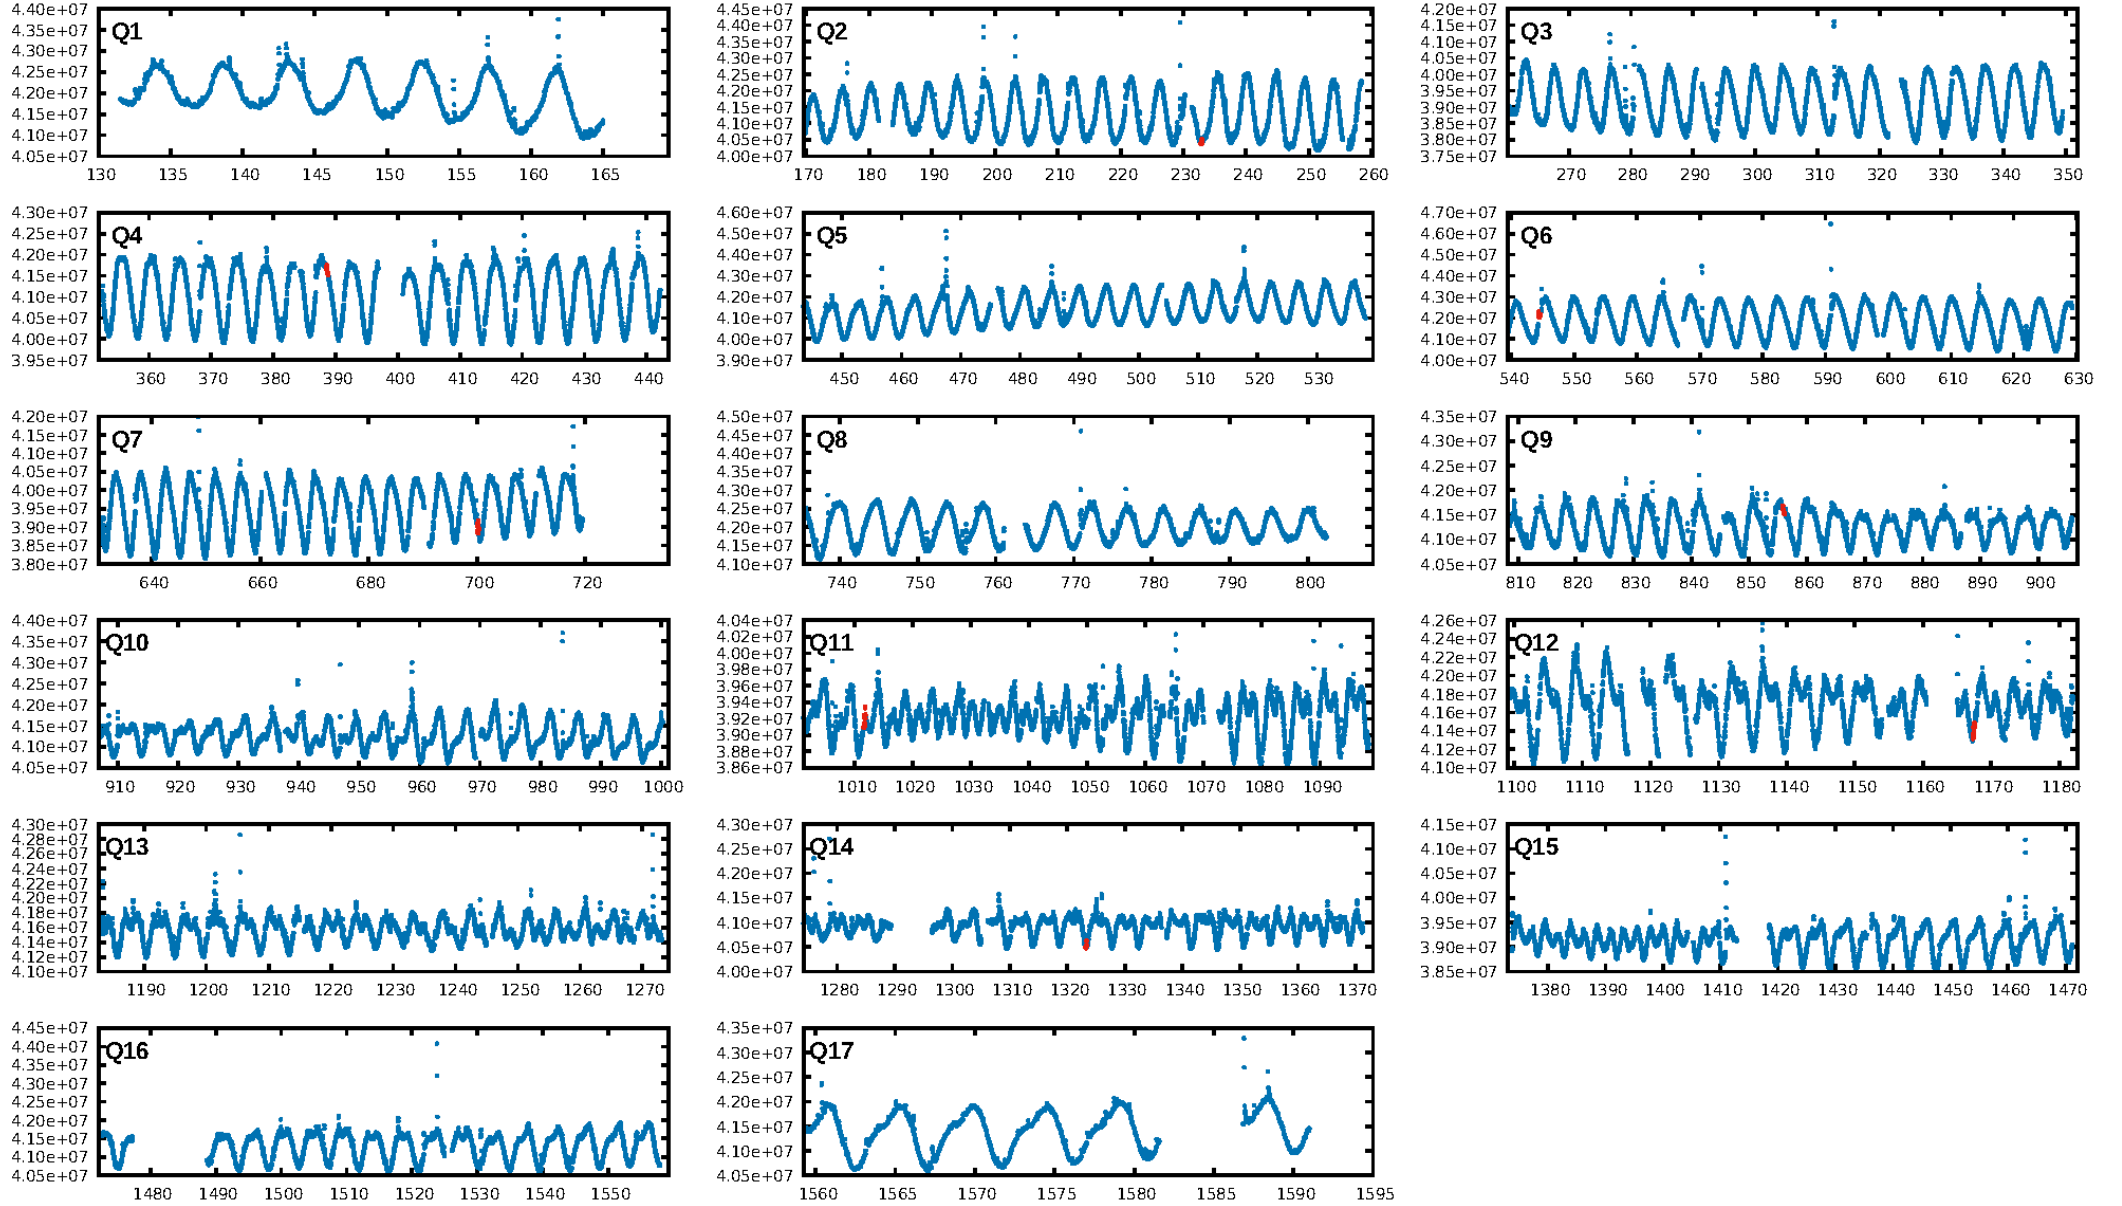 4.40e+07
4.35e+07
4.30e+07
4.25e+07
4.20e+07
4.15e+07
4.10e+07
4.05e+07
Q1
130 135 140 145 150 155 160 165
4.45e+07
4.40e+07
4.35e+07
4.30e+07
4.25e+07
4.20e+07
4.15e+07
4.10e+07
4.05e+07
4.00e+07
Q2
170 180 190 200 210 220 230 240 250 260
4.20e+07
4.15e+07
4.10e+07
4.05e+07
4.00e+07
3.95e+07
3.90e+07
3.85e+07
3.80e+07
3.75e+07
Q3
270 280 290 300 310 320 330 340 350
4.30e+07
4.25e+07
4.20e+07
4.15e+07
4.10e+07
4.05e+07
4.00e+07
3.95e+07
Q4
360 370 380 390 400 410 420 430 440
4.60e+07
4.50e+07
4.40e+07
4.30e+07
4.20e+07
4.10e+07
4.00e+07
3.90e+07
Q5
450 460 470 480 490 500 510 520 530
4.70e+07
4.60e+07
4.50e+07
4.40e+07
4.30e+07
4.20e+07
4.10e+07
4.00e+07
Q6
540 550 560 570 580 590 600 610 620 630
4.20e+07
4.15e+07
4.10e+07
4.05e+07
4.00e+07
3.95e+07
3.90e+07
3.85e+07
3.80e+07
Q7
640 660 680 700 720
4.50e+07
4.45e+07
4.40e+07
4.35e+07
4.30e+07
4.25e+07
4.20e+07
4.15e+07
4.10e+07
Q8
740 750 760 770 780 790 800
4.35e+07
4.30e+07
4.25e+07
4.20e+07
4.15e+07
4.10e+07
4.05e+07
Q9
810 820 830 840 850 860 870 880 890 900
4.40e+07
4.35e+07
4.30e+07
4.25e+07
4.20e+07
4.15e+07
4.10e+07
4.05e+07
Q10
910 920 930 940 950 960 970 980 990 1000
4.04e+07
4.02e+07
4.00e+07
3.98e+07
3.96e+07
3.94e+07
3.92e+07
3.90e+07
3.88e+07
3.86e+07
Q11
1010 1020 1030 1040 1050 1060 1070 1080 1090
4.26e+07
4.24e+07
4.22e+07
4.20e+07
4.18e+07
4.16e+07
4.14e+07
4.12e+07
4.10e+07
Q12
1100 1110 1120 1130 1140 1150 1160 1170 1180
4.30e+07
4.28e+07
4.26e+07
4.24e+07
4.22e+07
4.20e+07
4.18e+07
4.16e+07
4.14e+07
4.12e+07
4.10e+07
Q13
1190 1200 1210 1220 1230 1240 1250 1260 1270
4.30e+07
4.25e+07
4.20e+07
4.15e+07
4.10e+07
4.05e+07
4.00e+07
Q14
1280 1290 1300 1310 1320 1330 1340 1350 1360 1370
4.15e+07
4.10e+07
4.05e+07
4.00e+07
3.95e+07
3.90e+07
3.85e+07
Q15
1380 1390 1400 1410 1420 1430 1440 1450 1460 1470
4.45e+07
4.40e+07
4.35e+07
4.30e+07
4.25e+07
4.20e+07
4.15e+07
4.10e+07
4.05e+07
Q16
1480 1490 1500 1510 1520 1530 1540 1550
4.35e+07
4.30e+07
4.25e+07
4.20e+07
4.15e+07
4.10e+07
4.05e+07
Q17
1560 1565 1570 1575 1580 1585 1590 1595